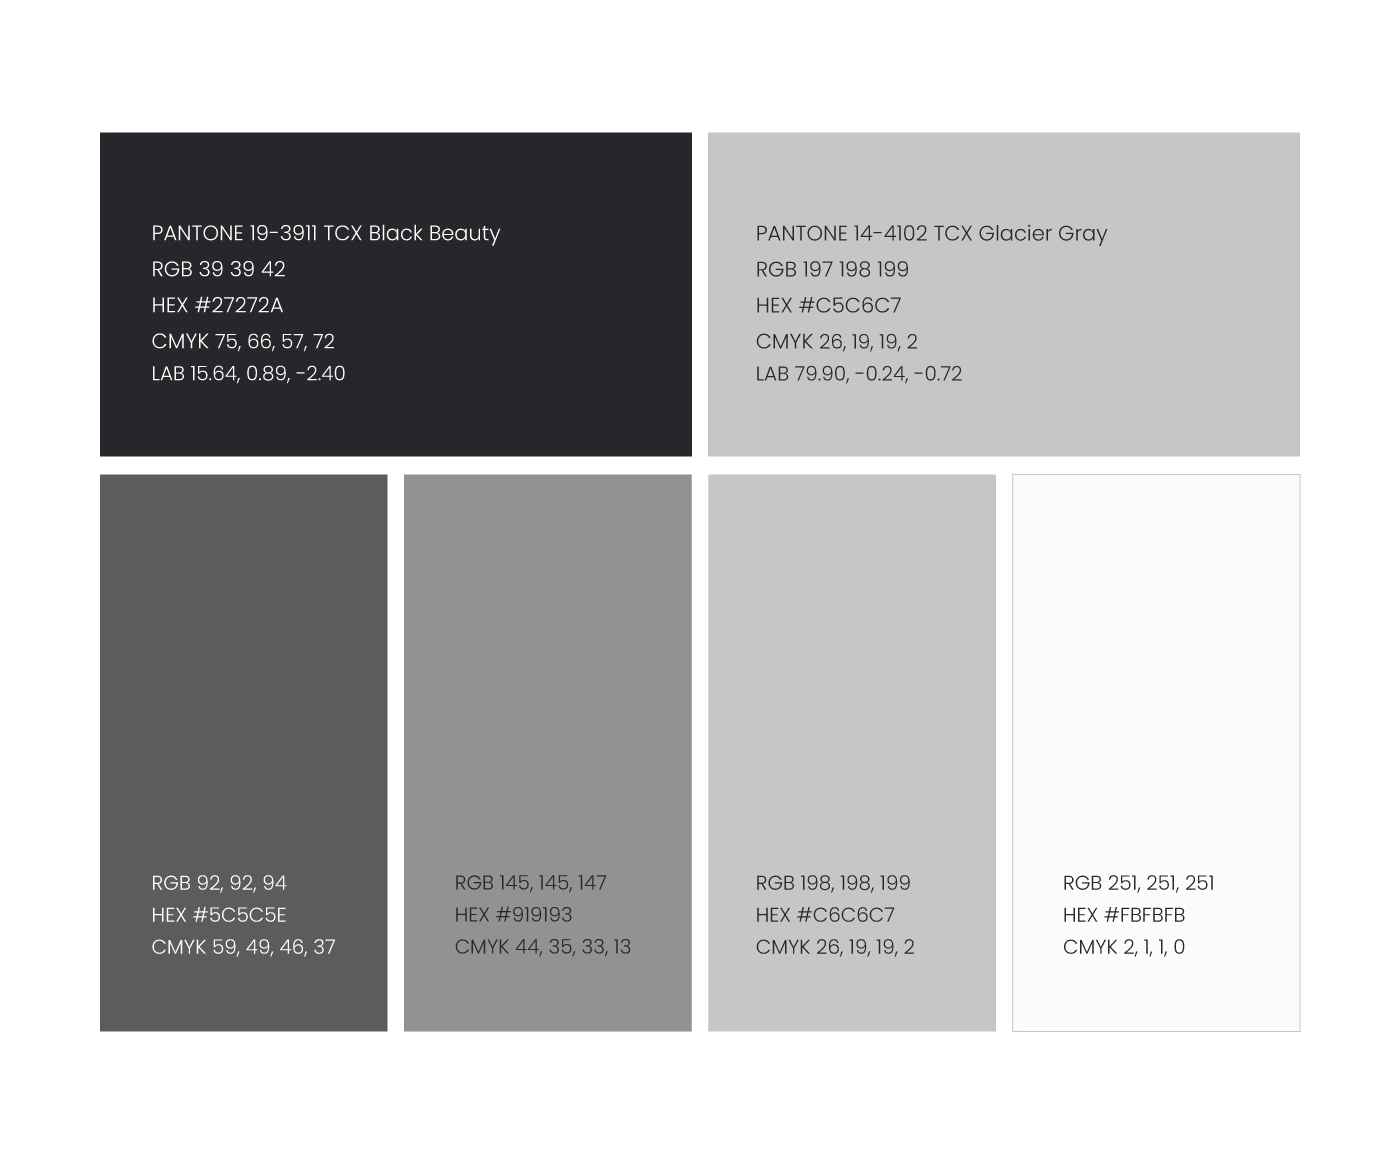 PANTONE 19-3911 TCX Black Beauty
RGB 39 39 42
HEX #27272A
CMYK 75, 66, 57, 72
LAB 15.64, 0.89, -2.40
PANTONE 14-4102 TCX Glacier Gray
RGB 197 198 199
HEX #C5C6C7
CMYK 26, 19, 19, 2
LAB 79.90, -0.24, -0.72
RGB 92, 92, 94
HEX #5C5C5E
CMYK 59, 49, 46, 37
RGB 145, 145, 147
HEX #919193
CMYK 44, 35, 33, 13
RGB 198, 198, 199
HEX #C6C6C7
CMYK 26, 19, 19, 2
RGB 251, 251, 251
HEX #FBFBFB
CMYK 2, 1, 1, 0